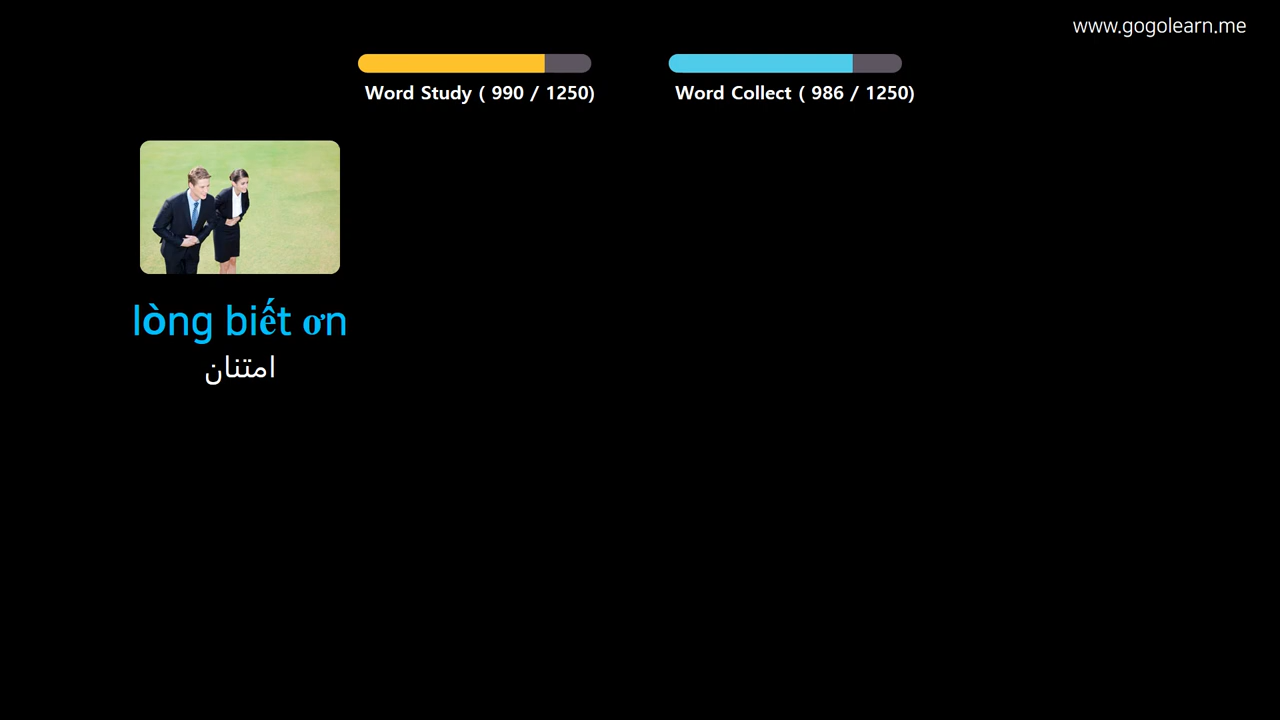 www.gogolearn.me
Word Study ( 990 / 1250)
Word Collect ( 986 / 1250)
lòng biết ơn
امتنان